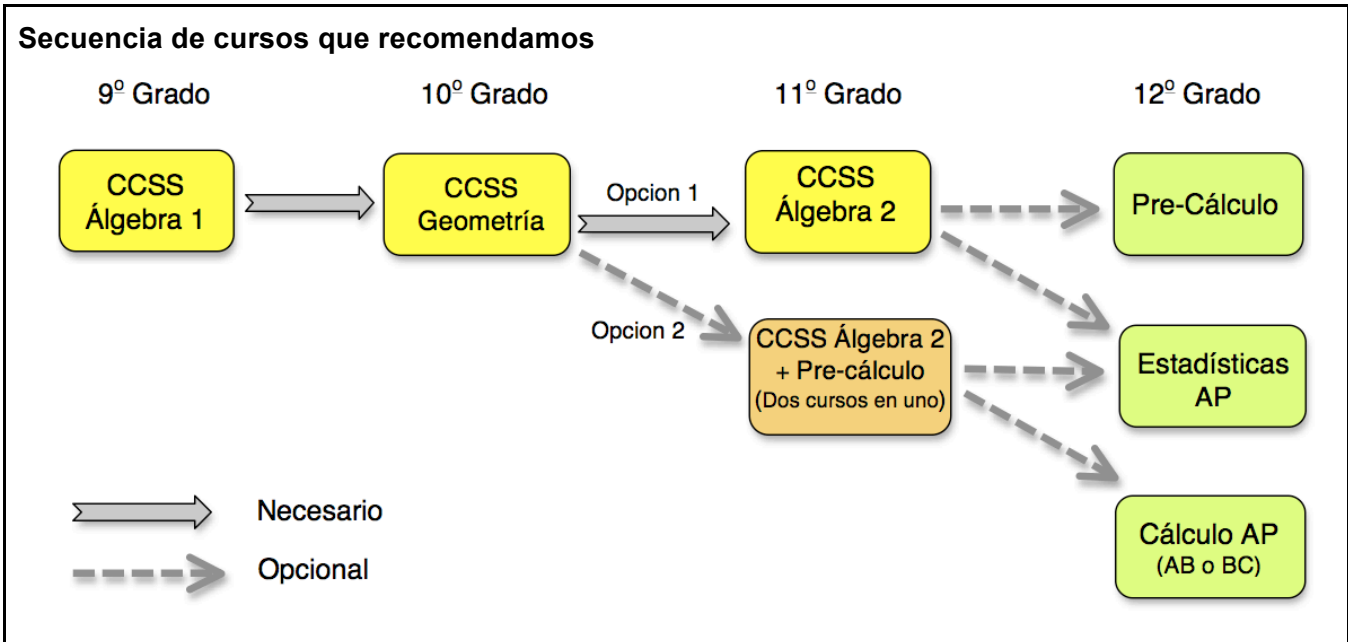 Secuencia de cursos que recomendamos
9º Grado
10º Grado
11º Grado
12º Grado
CCSS
Álgebra 1
CCSS
Geometría
Opcion 1
CCSS
Álgebra 2
Pre-Cálculo
Opcion 2
CCSS Álgebra 2
+ Pre-cálculo
(Dos cursos en uno)
Estadísticas
AP
Necesario
Opcional
Cálculo AP
(AB o BC)